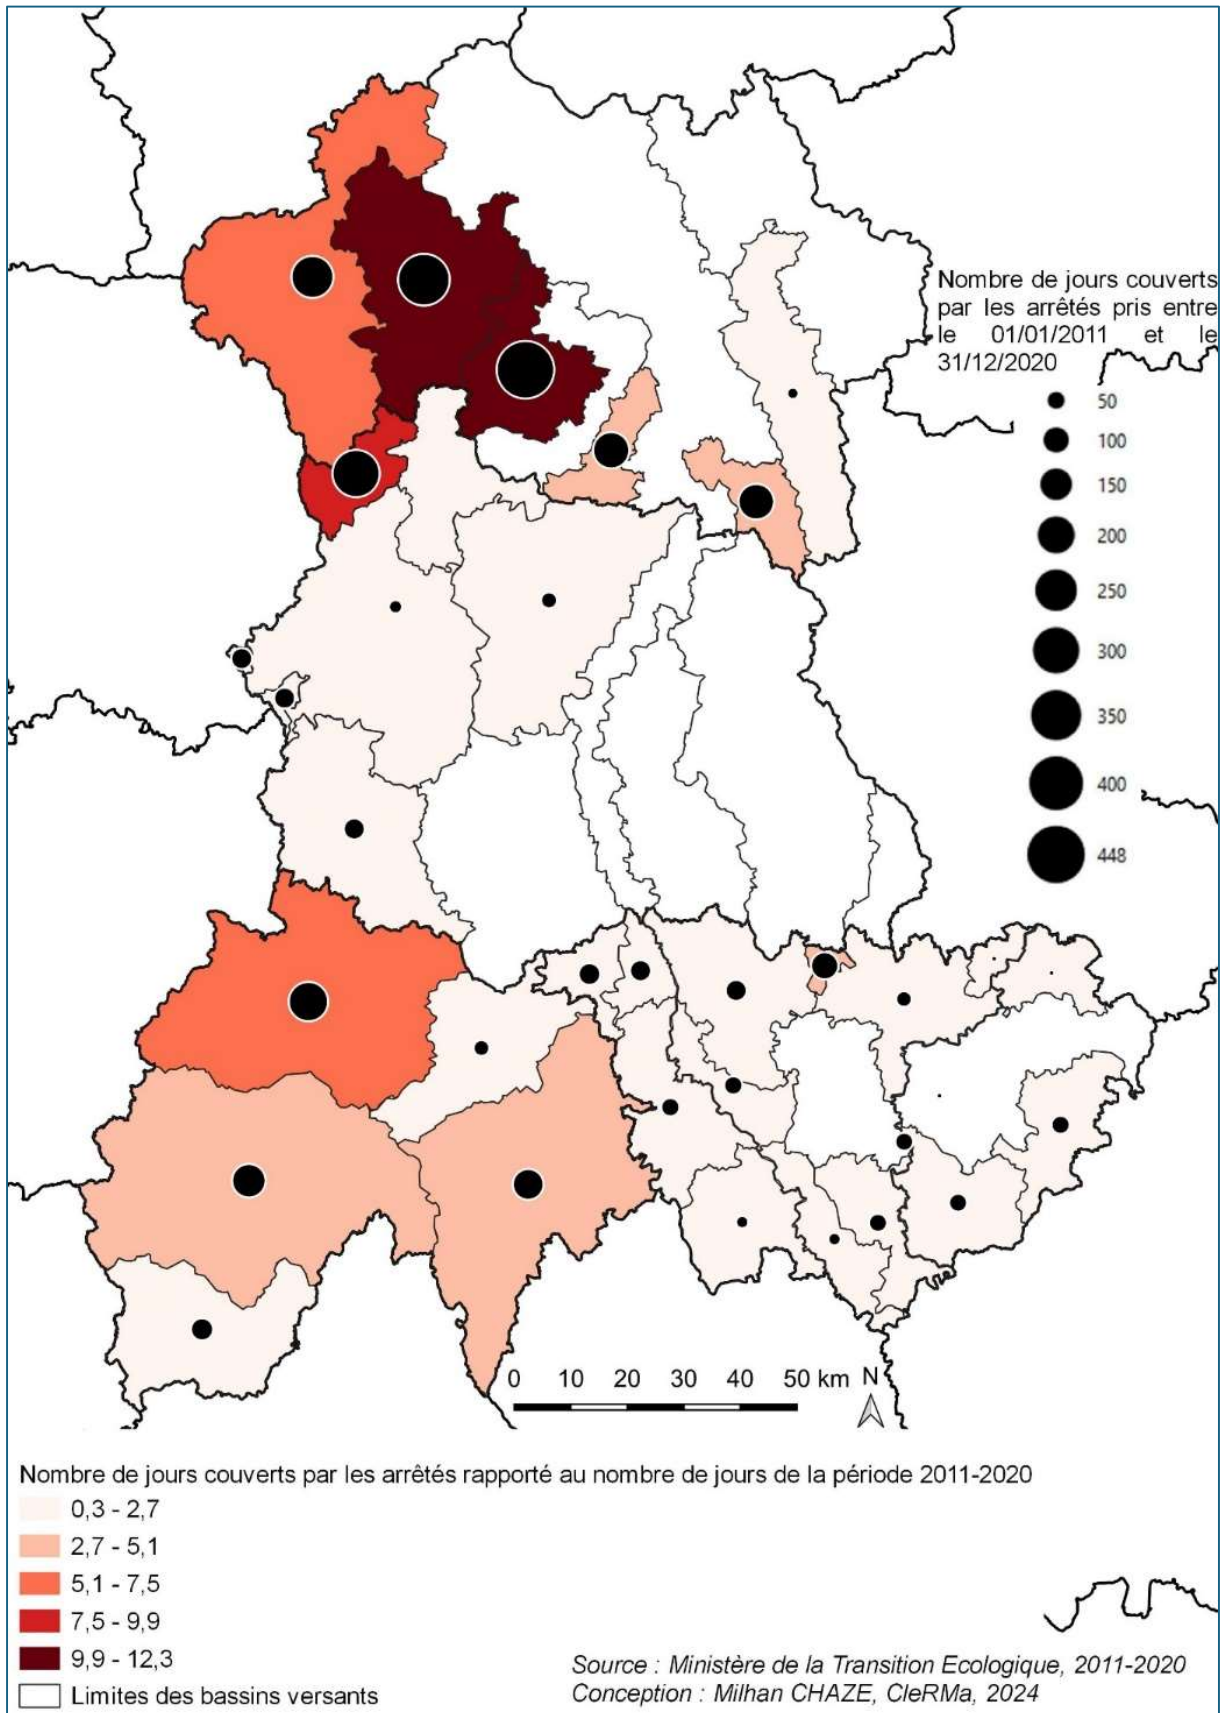 Nombre de jours couverts
par les arrêtés pris entre
le 01/01/2011 et le
31/12/2020
50
100
150
200
250
300
350
400
448
0 10 20 30 40 50 km N
Nombre de jours couverts par les arrêtés rapporté au nombre de jours de la période 2011-2020
0,3 - 2,7
2,7 - 5,1
5,1 - 7,5
7,5 - 9,9
9,9 - 12,3
Limites des bassins versants
Source : Ministère de la Transition Ecologique, 2011-2020
Conception : Milhan CHAZE, CleRMa, 2024